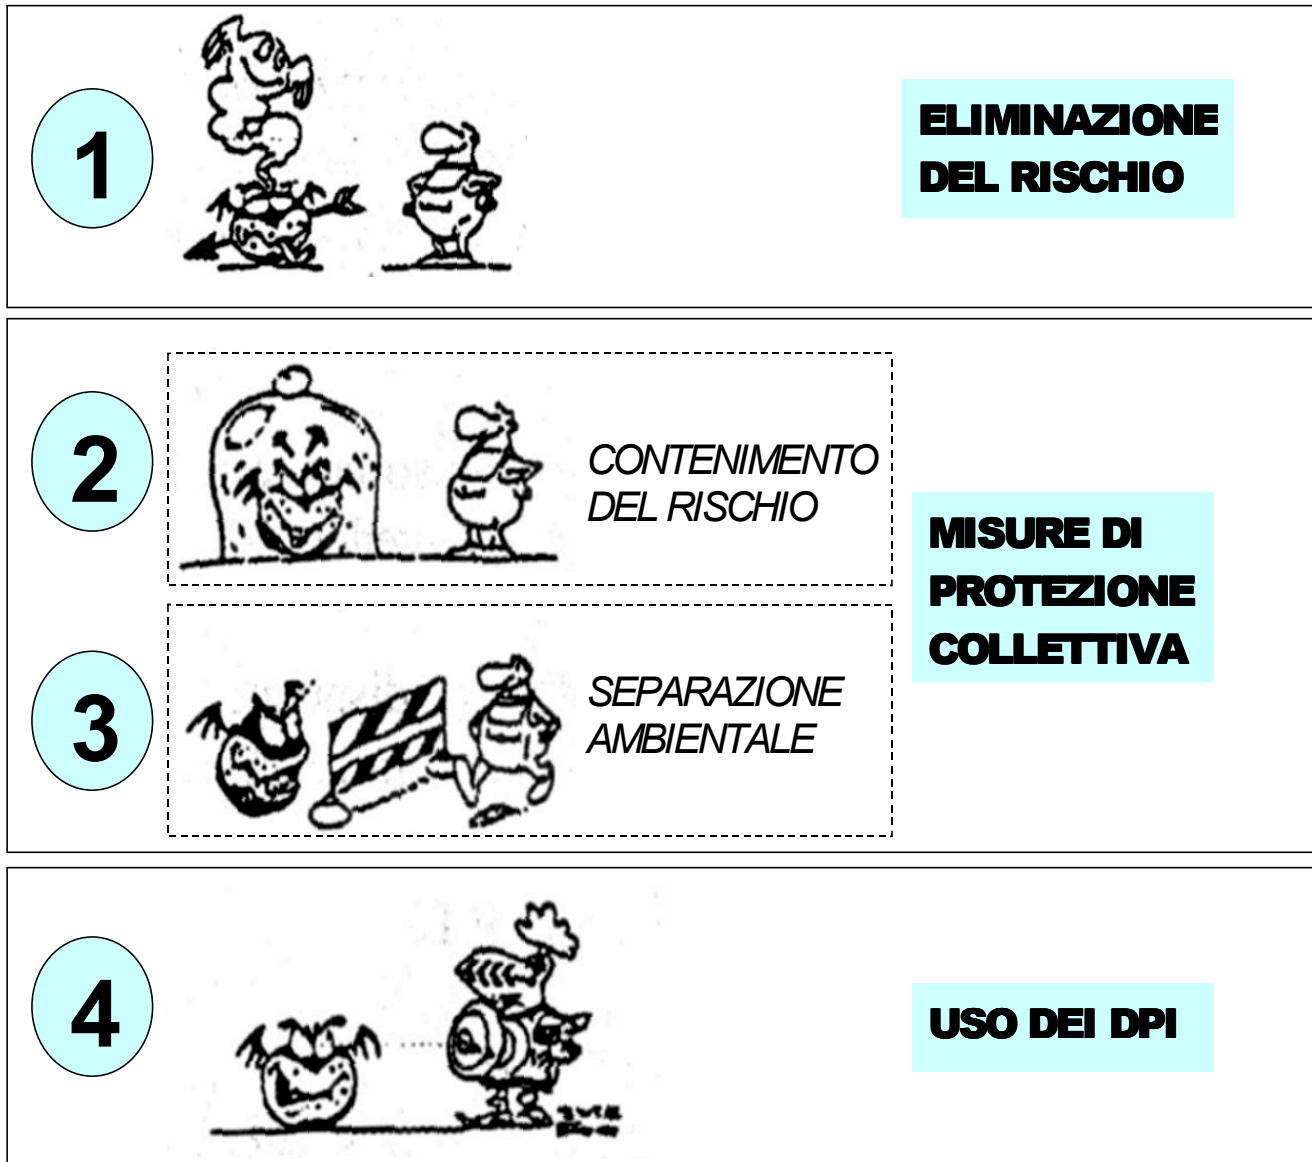 1
ELIMINAZIONE
DEL RISCHIO
2
CONTENIMENTO
DEL RISCHIO
MISURE DI
PROTEZIONE
COLLETTIVA
3
SEPARAZIONE
AMBIENTALE
4
USO DEI DPI